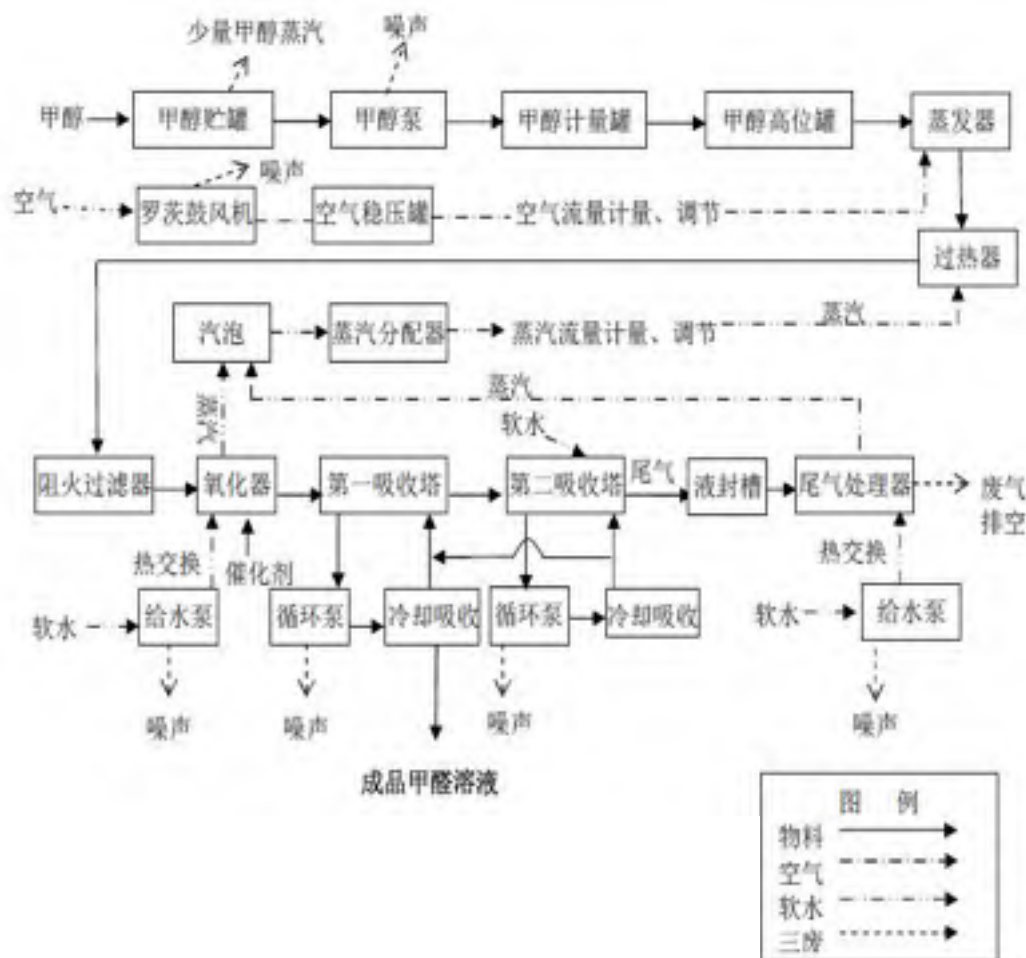 少量甲醇蒸汽
噪声
甲醇
甲醇贮罐
甲醇泵
甲醇计量罐
甲醇高位罐
蒸发器
噪声
空气
罗茨鼓风机
空气稳压罐
空气流量计量、调节
过热器
汽泡
蒸汽分配器
蒸汽流量计量、调节
蒸汽
蒸汽
蒸汽
软水
阻火过滤器
氧化器
第一吸收塔
第二吸收塔
尾气
液封槽
尾气处理器
废气
排空
热交换
催化剂
热交换
软水
给水泵
循环泵
冷却吸收
循环泵
冷却吸收
软水
给水泵
噪声
噪声
噪声
噪声
成品甲醛溶液
图 例
物料
空气
软水
三废